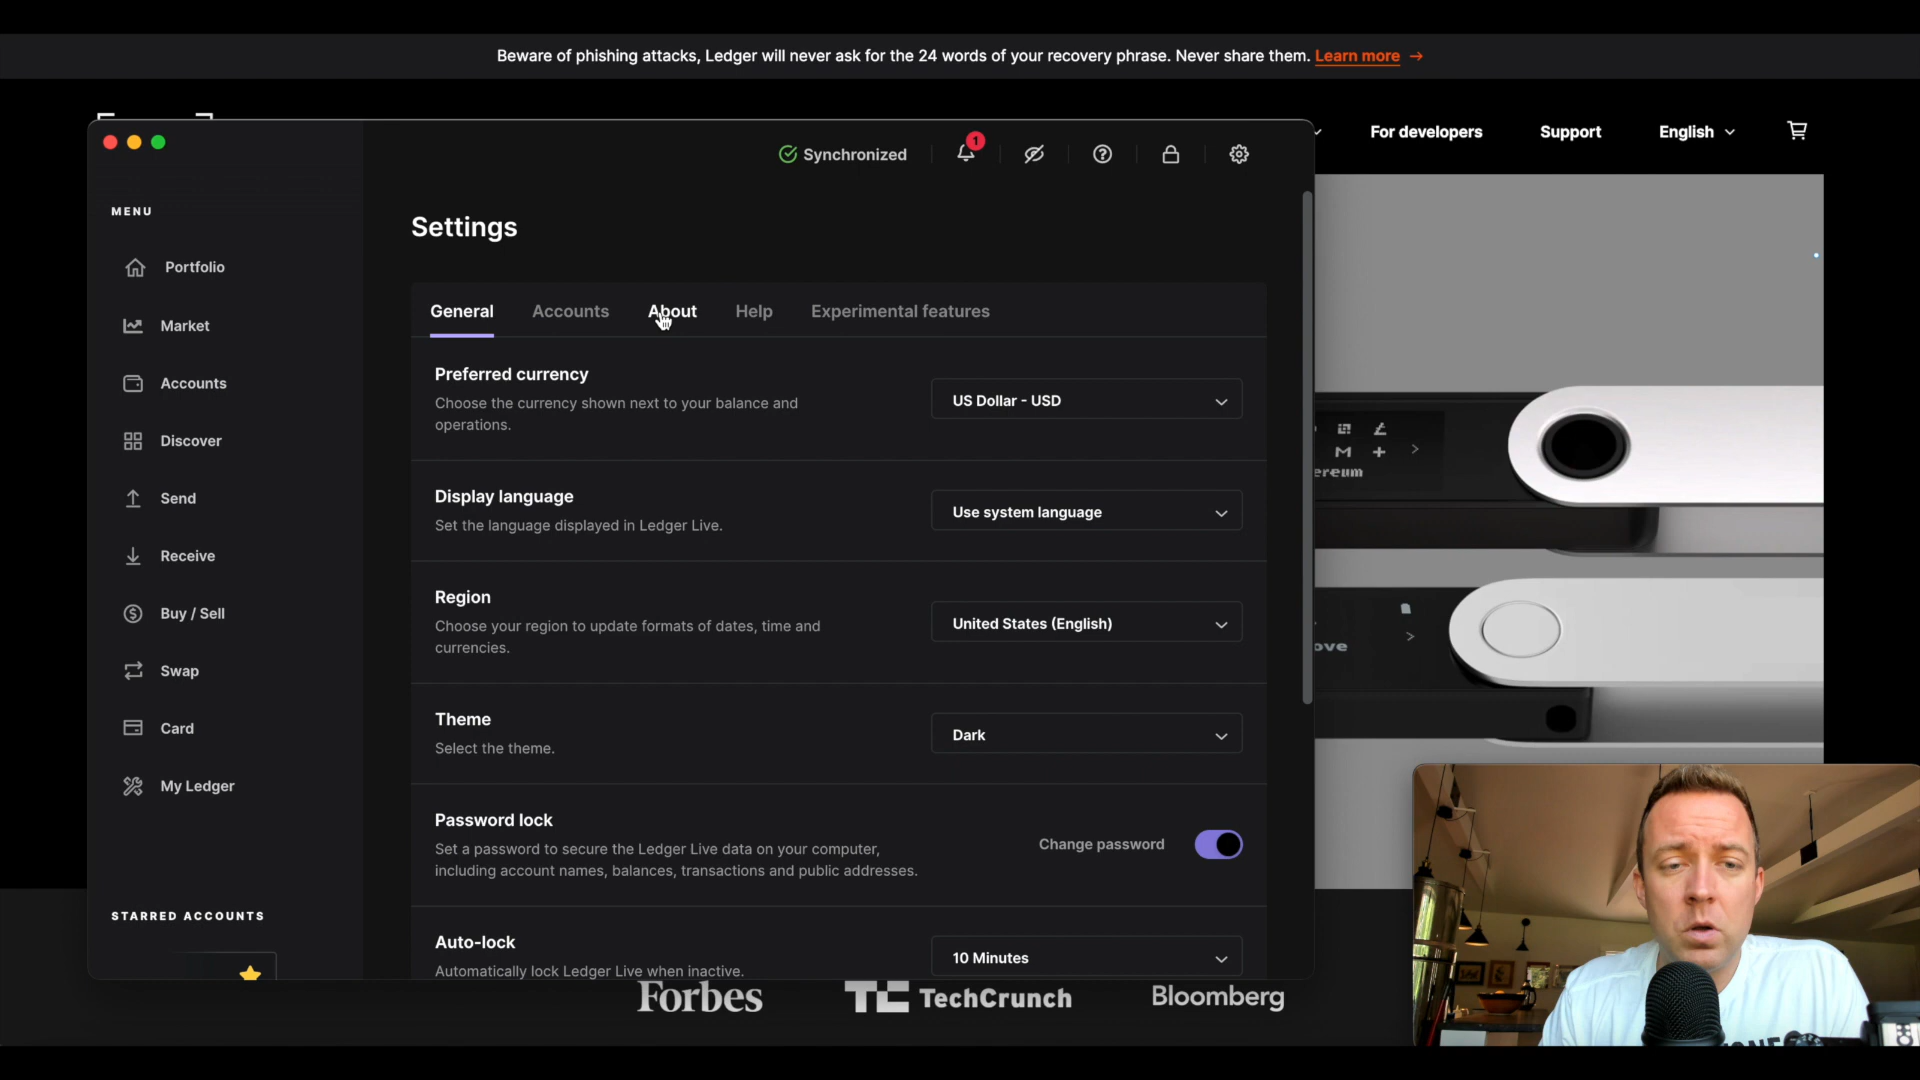 Beware of phishing attacks, Ledger will never ask for the 24 words of your recovery phrase. Never share them. Learn more →
For developers
Support
English
Synchronized
1
MENU
Portfolio
Market
Accounts
Discover
Send
Receive
Buy / Sell
Swap
Card
My Ledger
STARRED ACCOUNTS
Settings
General
Accounts
About
Help
Experimental features
Preferred currency
Choose the currency shown next to your balance and
operations.
US Dollar - USD
Display language
Set the language displayed in Ledger Live.
Use system language
Region
Choose your region to update formats of dates, time and
currencies.
United States (English)
Theme
Select the theme.
Dark
Password lock
Set a password to secure the Ledger Live data on your computer,
including account names, balances, transactions and public addresses.
Change password
Auto-lock
Automatically lock Ledger Live when inactive.
10 Minutes
ereum
ove
Forbes
TC TechCrunch
Bloomberg